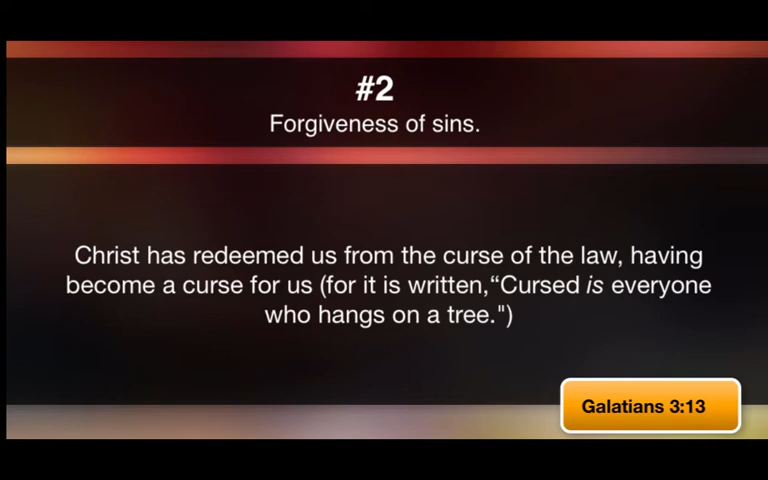 #2
Forgiveness of sins.
Christ has redeemed us from the curse of the law, having
become a curse for us (for it is written,“Cursed is everyone
who hangs on a tree.")
Galatians 3:13